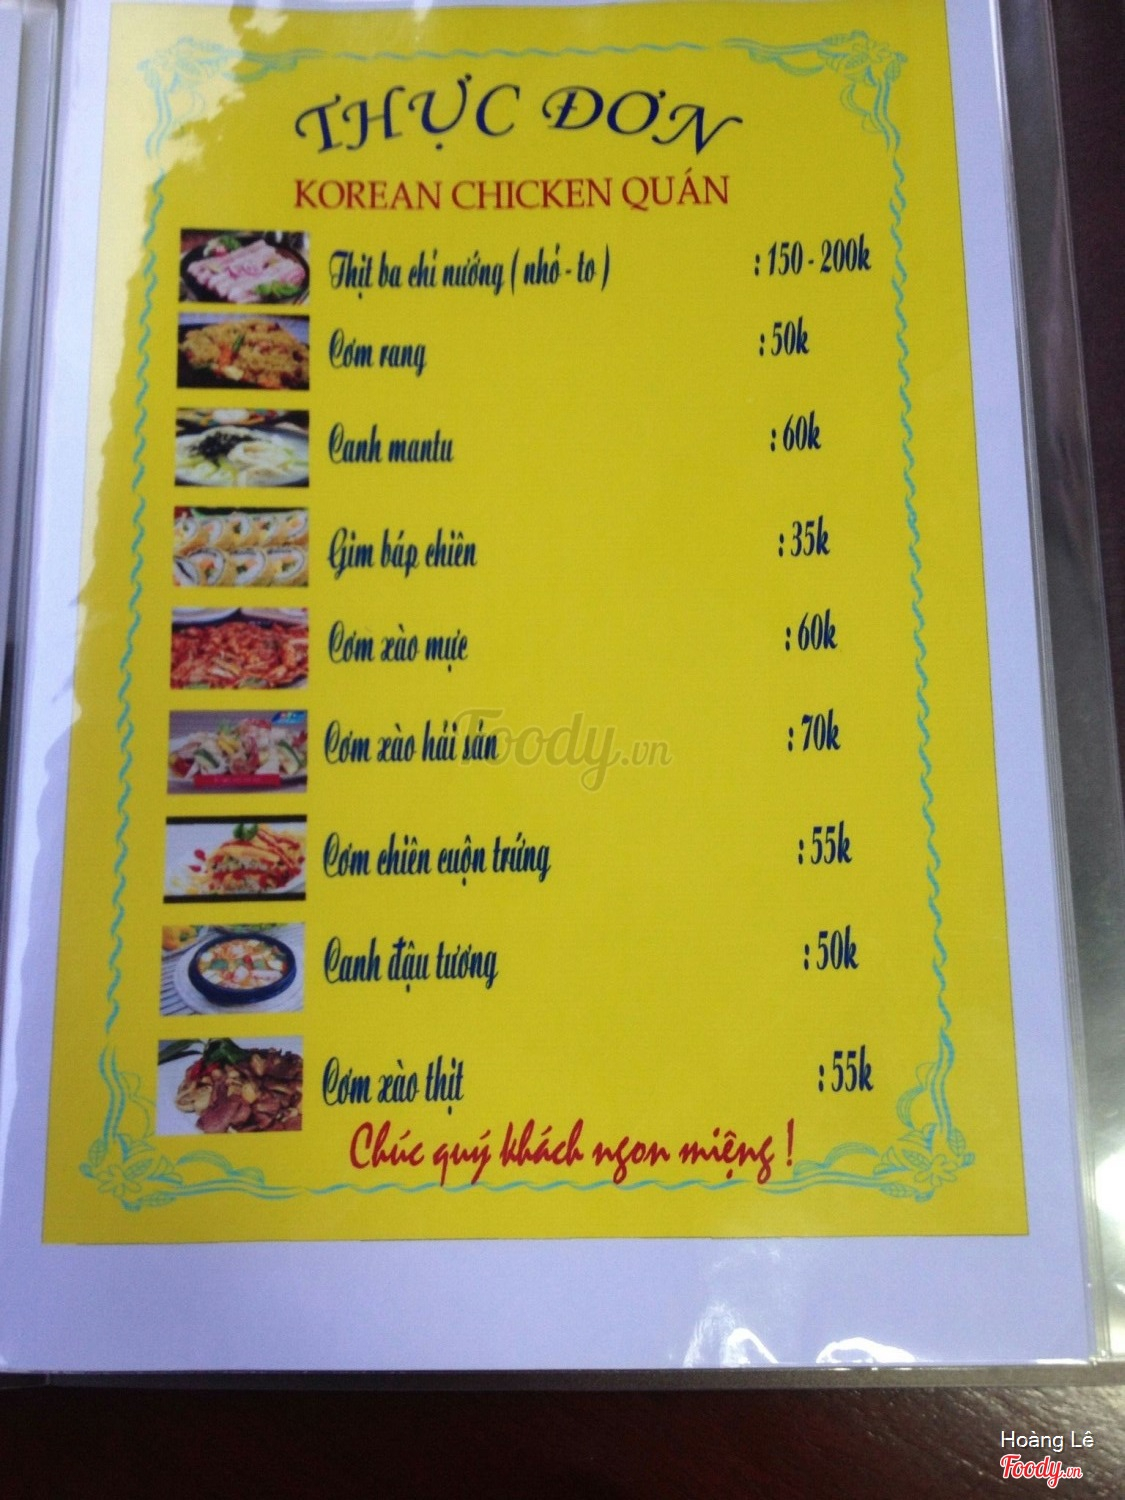 THỰC ĐƠN
KOREAN CHICKEN QUÁN
Thịt ba chỉ nướng ( nhỏ - to ) : 150 - 200k
Cơm rang : 50k
Canh mantu : 60k
Gim báp chiên : 35k
Cơm xào mực : 60k
Cơm xào hải sản : 70k
Cơm chiên cuộn trứng : 55k
Canh đậu tương : 50k
Cơm xào thịt : 55k
Chúc quý khách ngon miệng !
Foody.vn
Hoàng Lê
Foody.vn